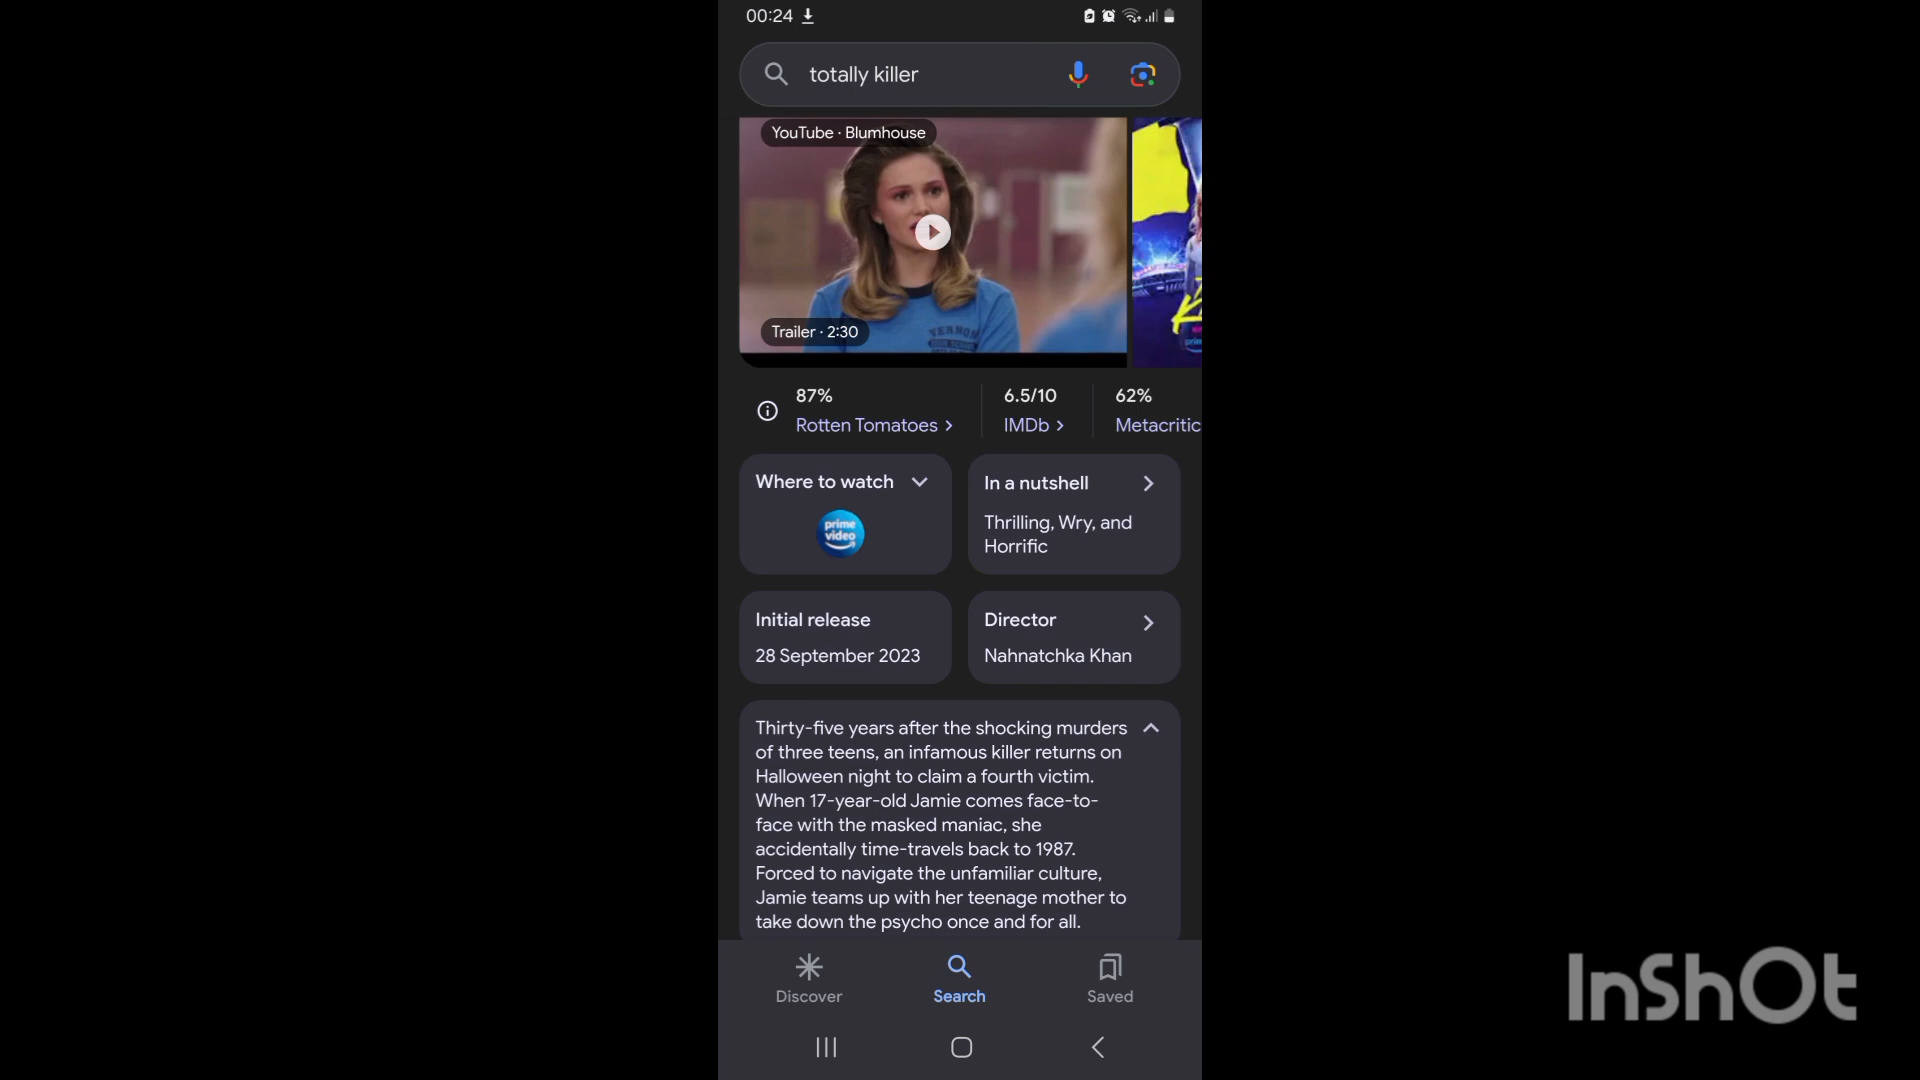 00:24
totally killer
YouTube · Blumhouse
VERNON
Trailer · 2:30
87%
Rotten Tomatoes
6.5/10
IMDb
62%
Metacritic
Where to watch
prime
video
In a nutshell
Thrilling, Wry, and
Horrific
Initial release
28 September 2023
Director
Nahnatchka Khan
Thirty-five years after the shocking murders
of three teens, an infamous killer returns on
Halloween night to claim a fourth victim.
When 17-year-old Jamie comes face-to-
face with the masked maniac, she
accidentally time-travels back to 1987.
Forced to navigate the unfamiliar culture,
Jamie teams up with her teenage mother to
take down the psycho once and for all.
Discover
Search
Saved
InShOt